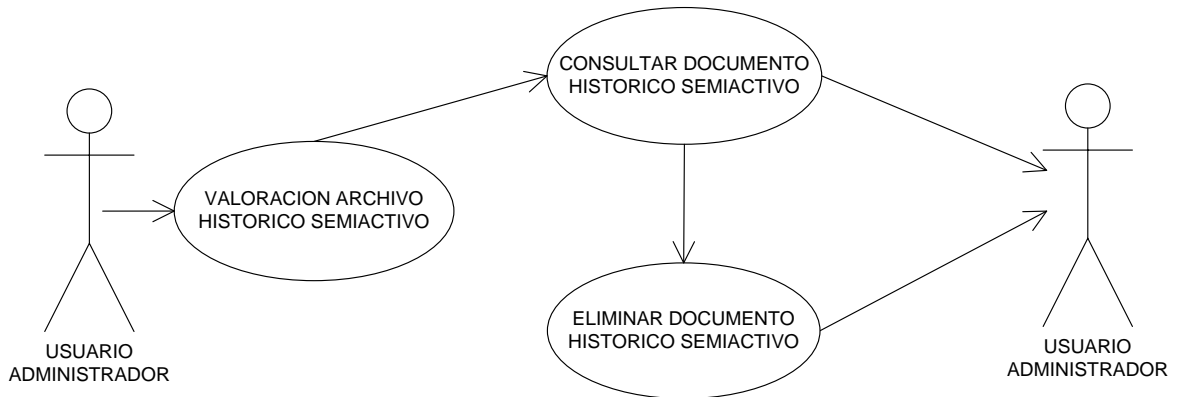 CONSULTAR DOCUMENTO
HISTORICO SEMIACTIVO
VALORACION ARCHIVO
HISTORICO SEMIACTIVO
ELIMINAR DOCUMENTO
HISTORICO SEMIACTIVO
USUARIO
ADMINISTRADOR
USUARIO
ADMINISTRADOR